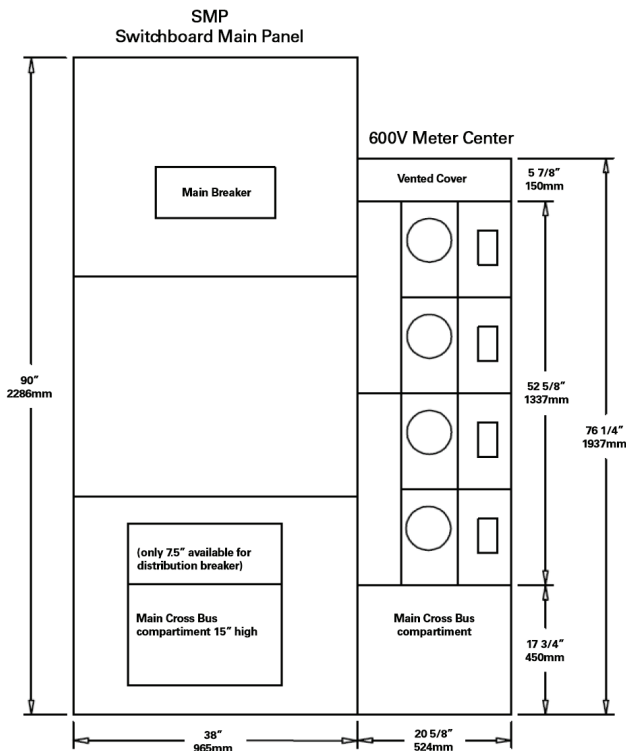 SMP
Switchboard Main Panel
600V Meter Center
Main Breaker
Vented Cover
5 7/8"
150mm
90"
2286mm
52 5/8"
1337mm
76 1/4"
1937mm
(only 7.5" available for
distribution breaker)
Main Cross Bus
compartment 15" high
Main Cross Bus
compartment
17 3/4"
450mm
38"
965mm
20 5/8"
524mm